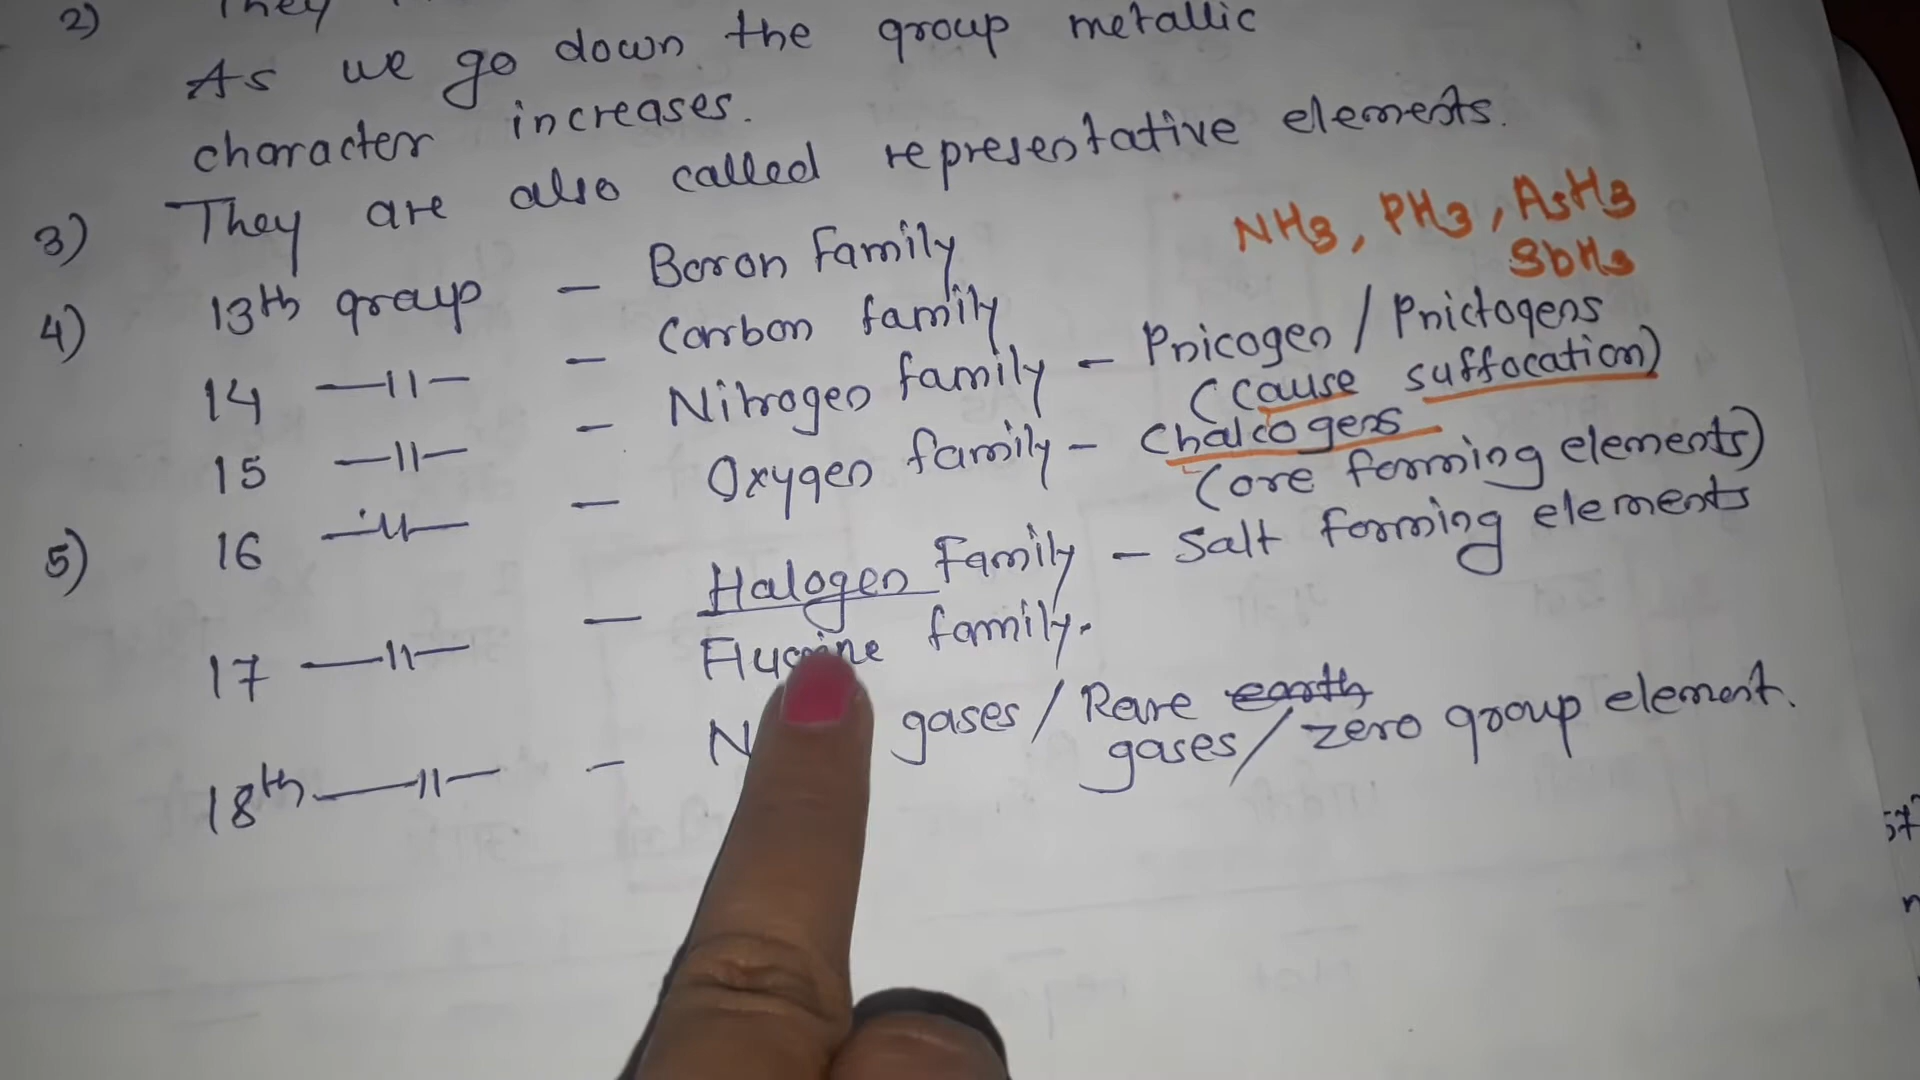 2) They
As we go down the group metallic
character increases.
3) They are also called representative elements.
NH3, PH3, AsH3
SbH3
4) 13th group - Boron Family
14 —11— - Carbon family
15 —11— - Nitrogen family - Pnicogen / Pnictogens
(Cause suffocation)
16 —11— - Oxygen family - Chalcogens
(ore forming elements)
5) 17 —11— - Halogen Family - Salt forming elements
family.
18th —11— - gases / Rare earth
gases / zero group element.
57